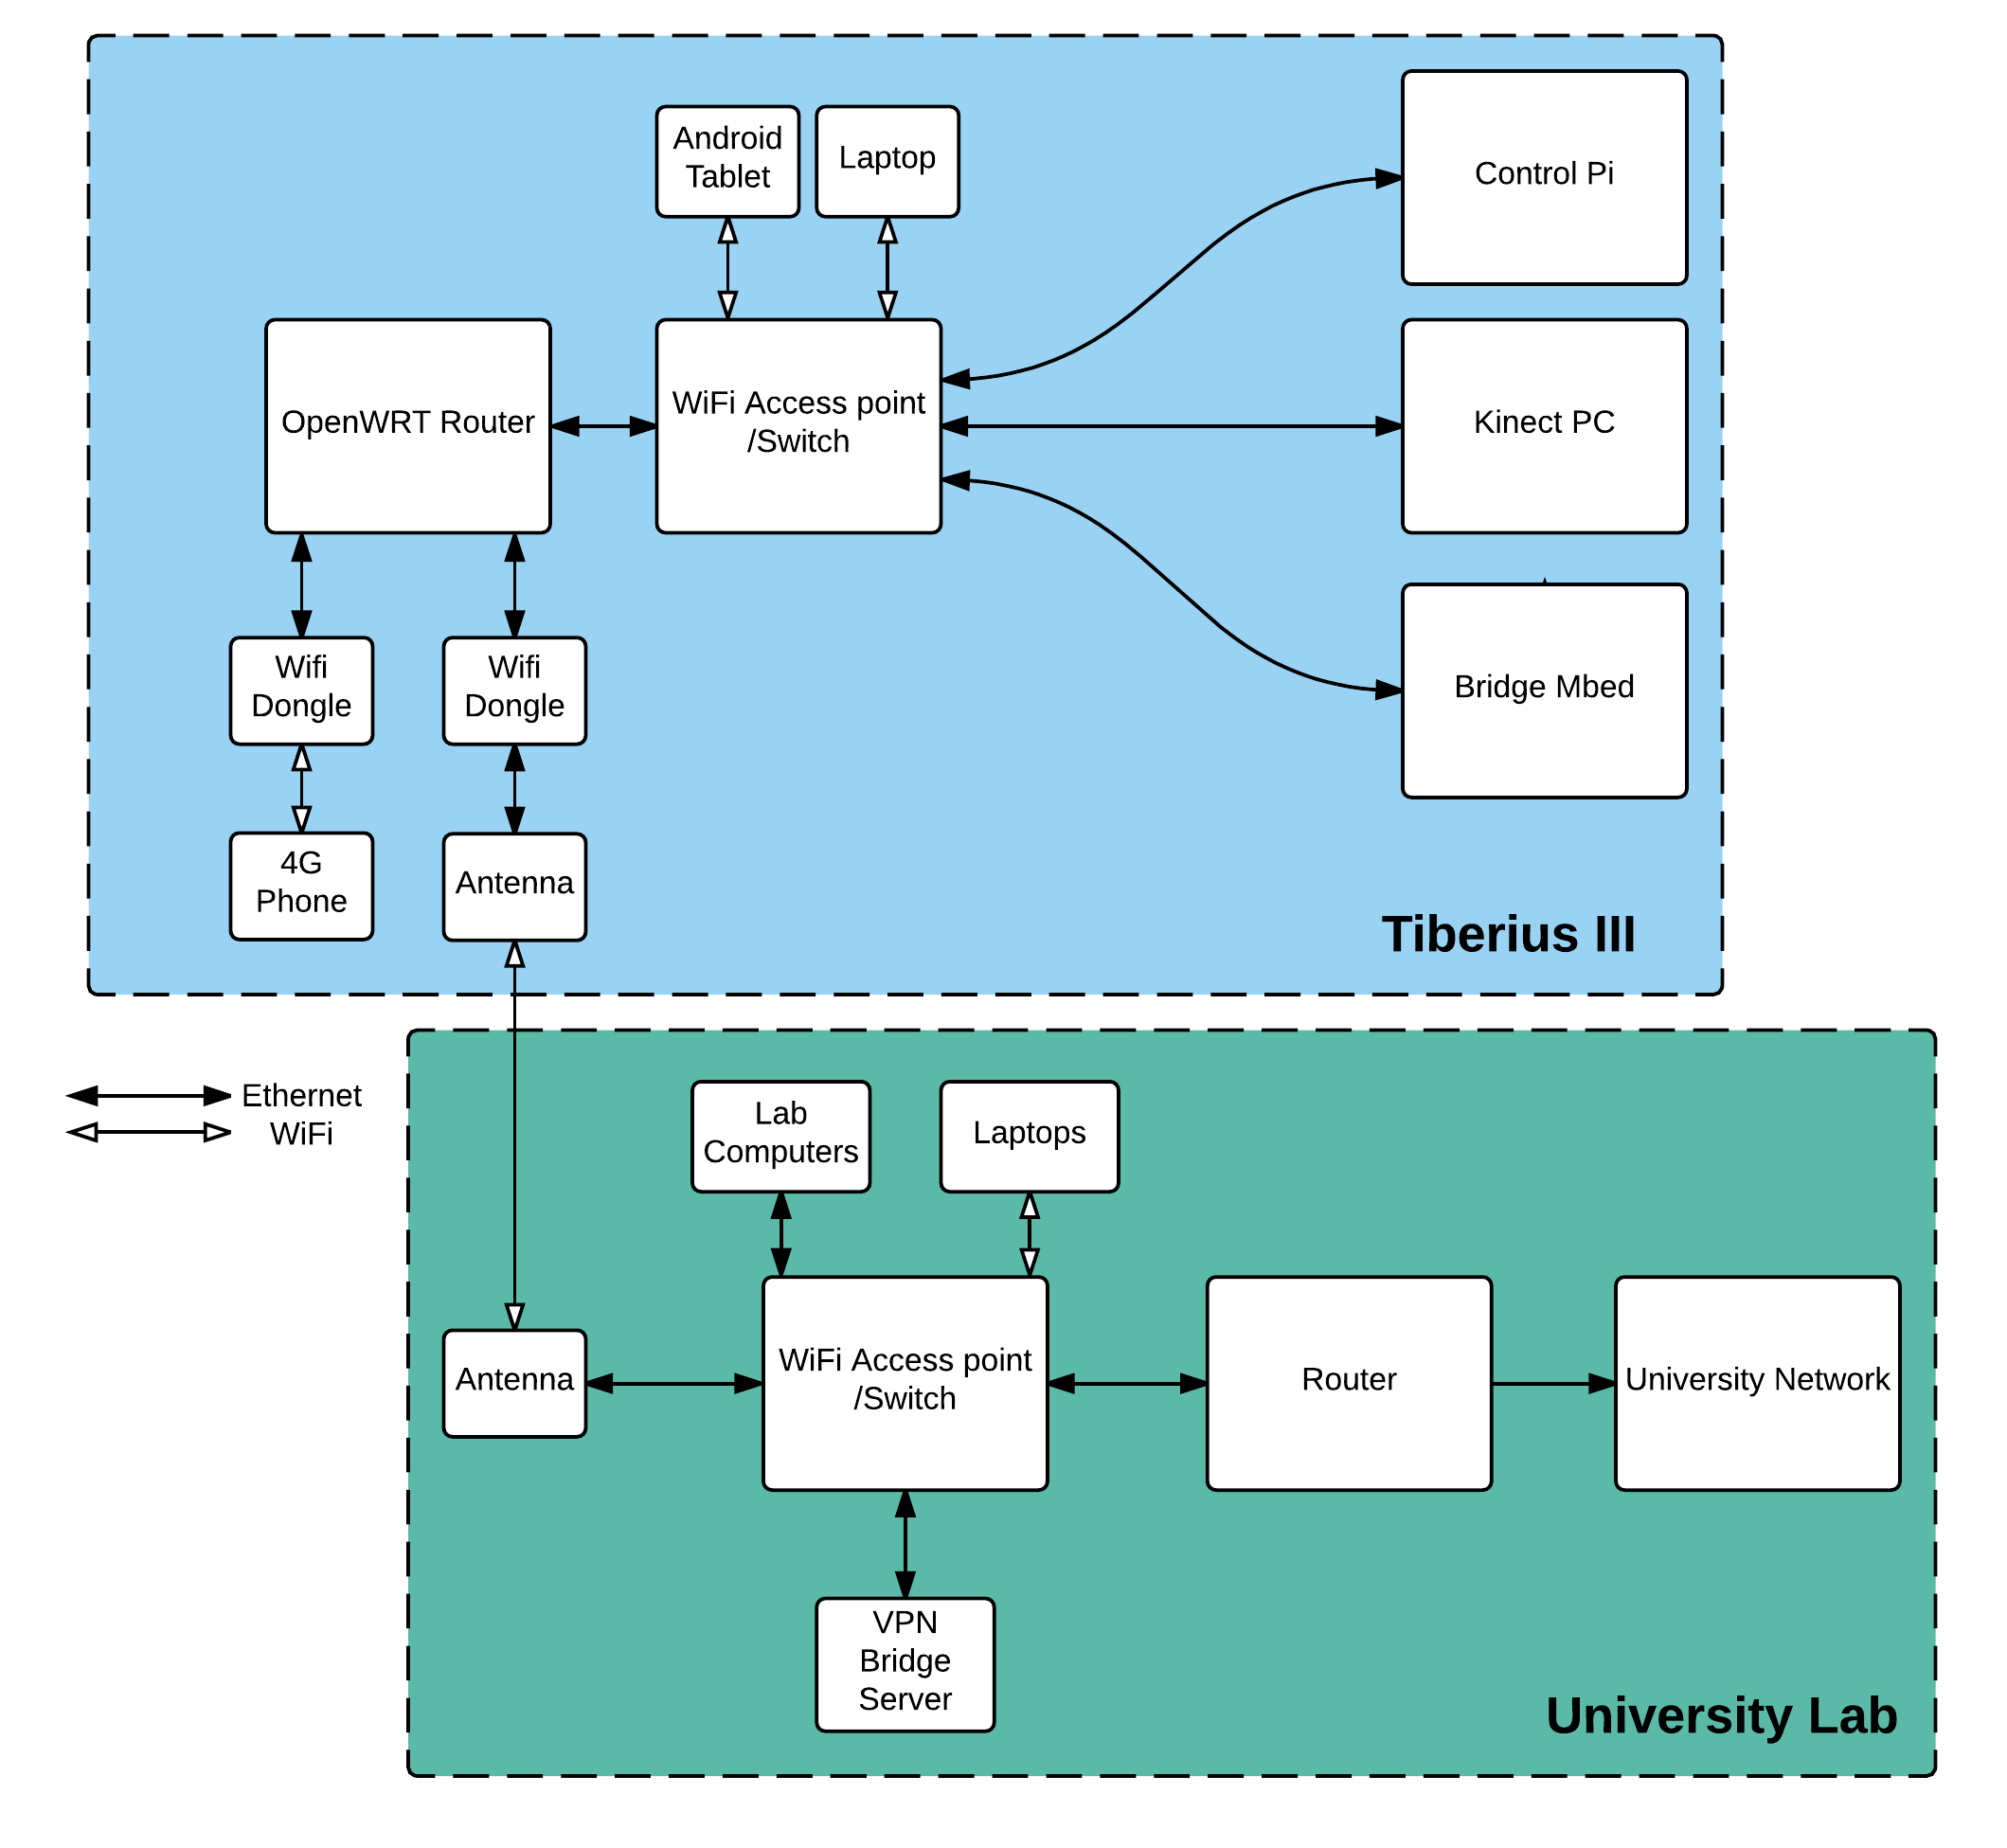 Android
Tablet
Laptop
Control Pi
OpenWRT Router
WiFi Access point
/Switch
Kinect PC
Wifi
Dongle
Wifi
Dongle
Bridge Mbed
4G
Phone
Antenna
Tiberius III
Ethernet
WiFi
Lab
Computers
Laptops
Antenna
WiFi Access point
/Switch
Router
University Network
VPN
Bridge
Server
University Lab